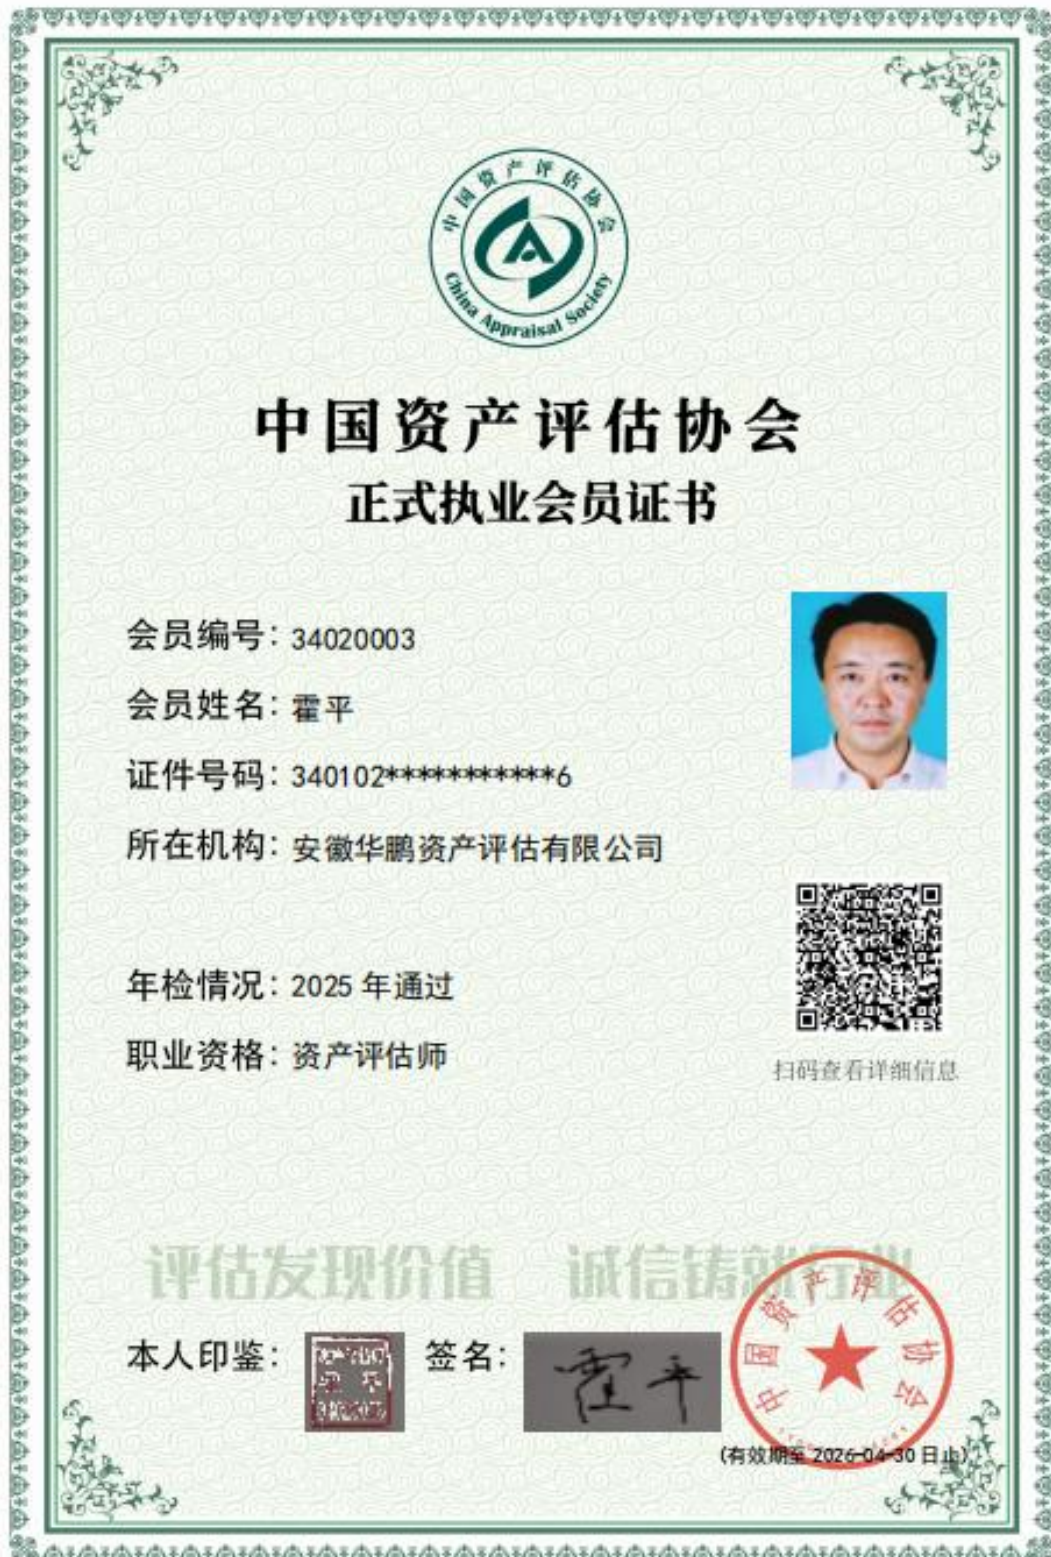 中国资产评估协会
China Appraisal Society
中国资产评估协会
正式执业会员证书
会员编号：34020003
会员姓名：霍平
证件号码：340102***********6
所在机构：安徽华鹏资产评估有限公司
年检情况：2025年通过
职业资格：资产评估师
扫码查看详细信息
评估发现价值 诚信铸就行业
本人印鉴：
签名：霍平
中国资产评估协会
(有效期至 2026-04-30 日止)